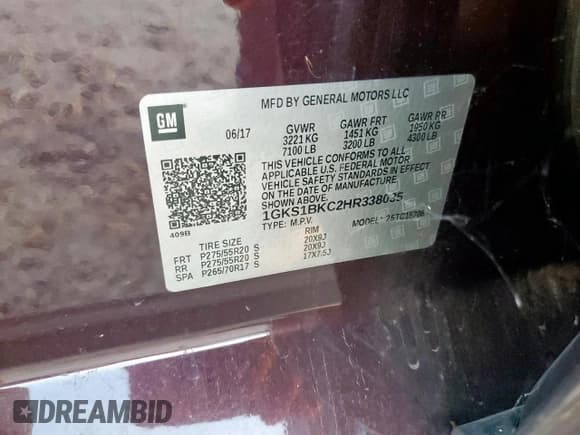 GM
MFD BY GENERAL MOTORS LLC
06/17 GVWR GAWR FRT GAWR RR
3221 KG 1451 KG 1950 KG
7100 LB 3200 LB 4300 LB
THIS VEHICLE CONFORMS TO ALL
APPLICABLE U.S. FEDERAL MOTOR
VEHICLE SAFETY STANDARDS IN EFFECT
ON THE DATE OF MANUFACTURE
SHOWN ABOVE.
TYPE: M.P.V. MODEL:
409B
TIRE SIZE RIM
FRT P275/55R20 S 20X9J
RR P275/55R20 S 20X9J
SPA P265/70R17 S 17X7.5J
DREAMBID